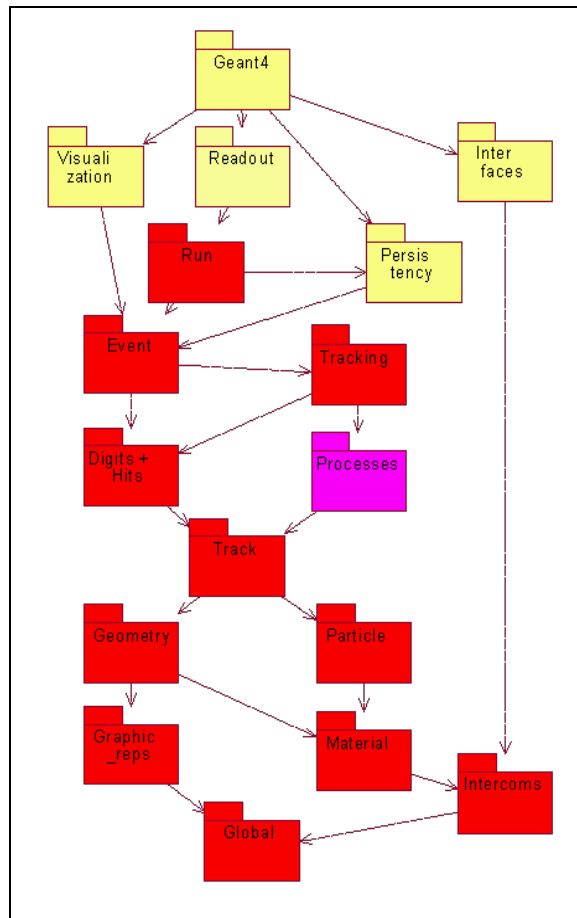 Geant4
Visuali
zation
Readout
Inter
faces
Run
Persis
tency
Event
Tracking
Digits +
Hits
Processes
Track
Geometry
Particle
Graphic
_reps
Material
Intercoms
Global